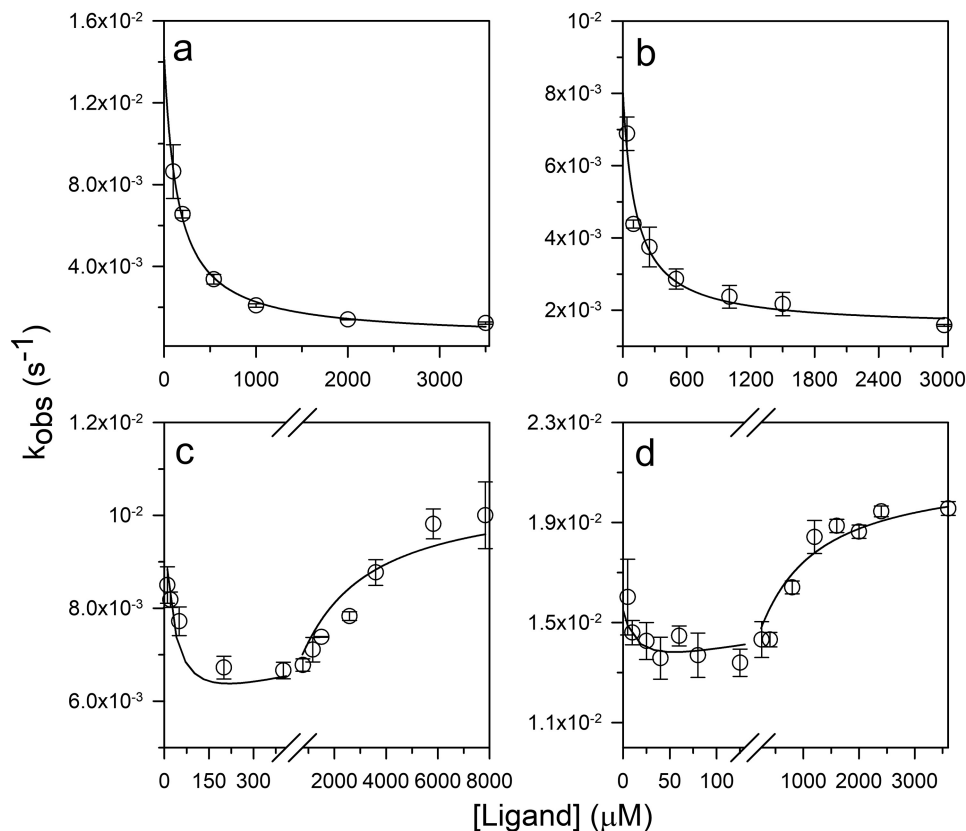 a
1.6x10⁻²
1.2x10⁻²
8.0x10⁻³
4.0x10⁻³
0 1000 2000 3000
b
10⁻²
8x10⁻³
6x10⁻³
4x10⁻³
2x10⁻³
0 600 1200 1800 2400 3000
kobs (s⁻¹)
c
1.2x10⁻²
10⁻²
8.0x10⁻³
6.0x10⁻³
0 150 300 2000 4000 6000 8000
d
2.3x10⁻²
1.9x10⁻²
1.5x10⁻²
1.1x10⁻²
0 50 100 1000 2000 3000
[Ligand] (μM)